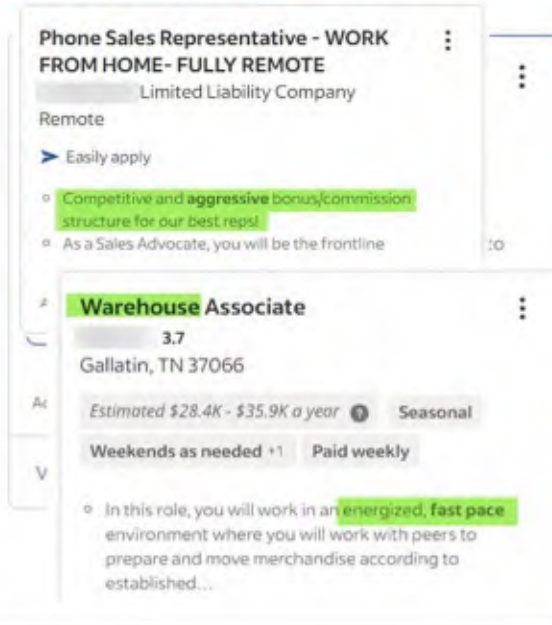 Phone Sales Representative - WORK
FROM HOME- FULLY REMOTE
Limited Liability Company
Remote
Easily apply
Competitive and aggressive bonus/commission
structure for our best reps!
As a Sales Advocate, you will be the frontline
to
Warehouse Associate
3.7
Gallatin, TN 37066
Estimated $28.4K - $35.9K a year ? Seasonal
Weekends as needed +1 Paid weekly
In this role, you will work in an energized, fast pace
environment where you will work with peers to
prepare and move merchandise according to
established...